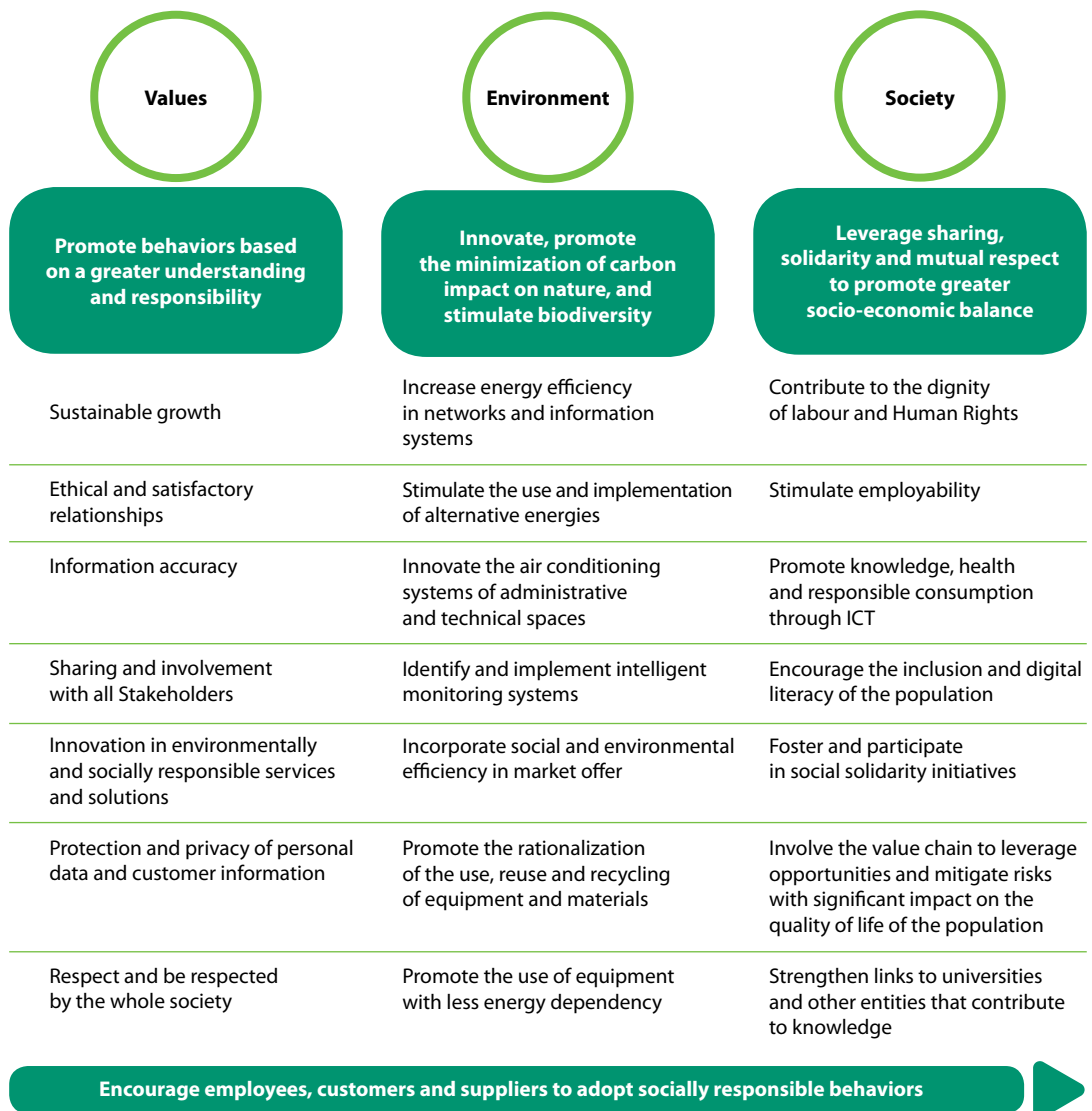 Values
Environment
Society
Promote behaviors based
on a greater understanding
and responsibility
Innovate, promote
the minimization of carbon
impact on nature, and
stimulate biodiversity
Leverage sharing,
solidarity and mutual respect
to promote greater
socio-economic balance
Sustainable growth
Increase energy efficiency
in networks and information
systems
Contribute to the dignity
of labour and Human Rights
Ethical and satisfactory
relationships
Stimulate the use and implementation
of alternative energies
Stimulate employability
Information accuracy
Innovate the air conditioning
systems of administrative
and technical spaces
Promote knowledge, health
and responsible consumption
through ICT
Sharing and involvement
with all Stakeholders
Identify and implement intelligent
monitoring systems
Encourage the inclusion and digital
literacy of the population
Innovation in environmentally
and socially responsible services
and solutions
Incorporate social and environmental
efficiency in market offer
Foster and participate
in social solidarity initiatives
Protection and privacy of personal
data and customer information
Promote the rationalization
of the use, reuse and recycling
of equipment and materials
Involve the value chain to leverage
opportunities and mitigate risks
with significant impact on the
quality of life of the population
Respect and be respected
by the whole society
Promote the use of equipment
with less energy dependency
Strengthen links to universities
and other entities that contribute
to knowledge
Encourage employees, customers and suppliers to adopt socially responsible behaviors